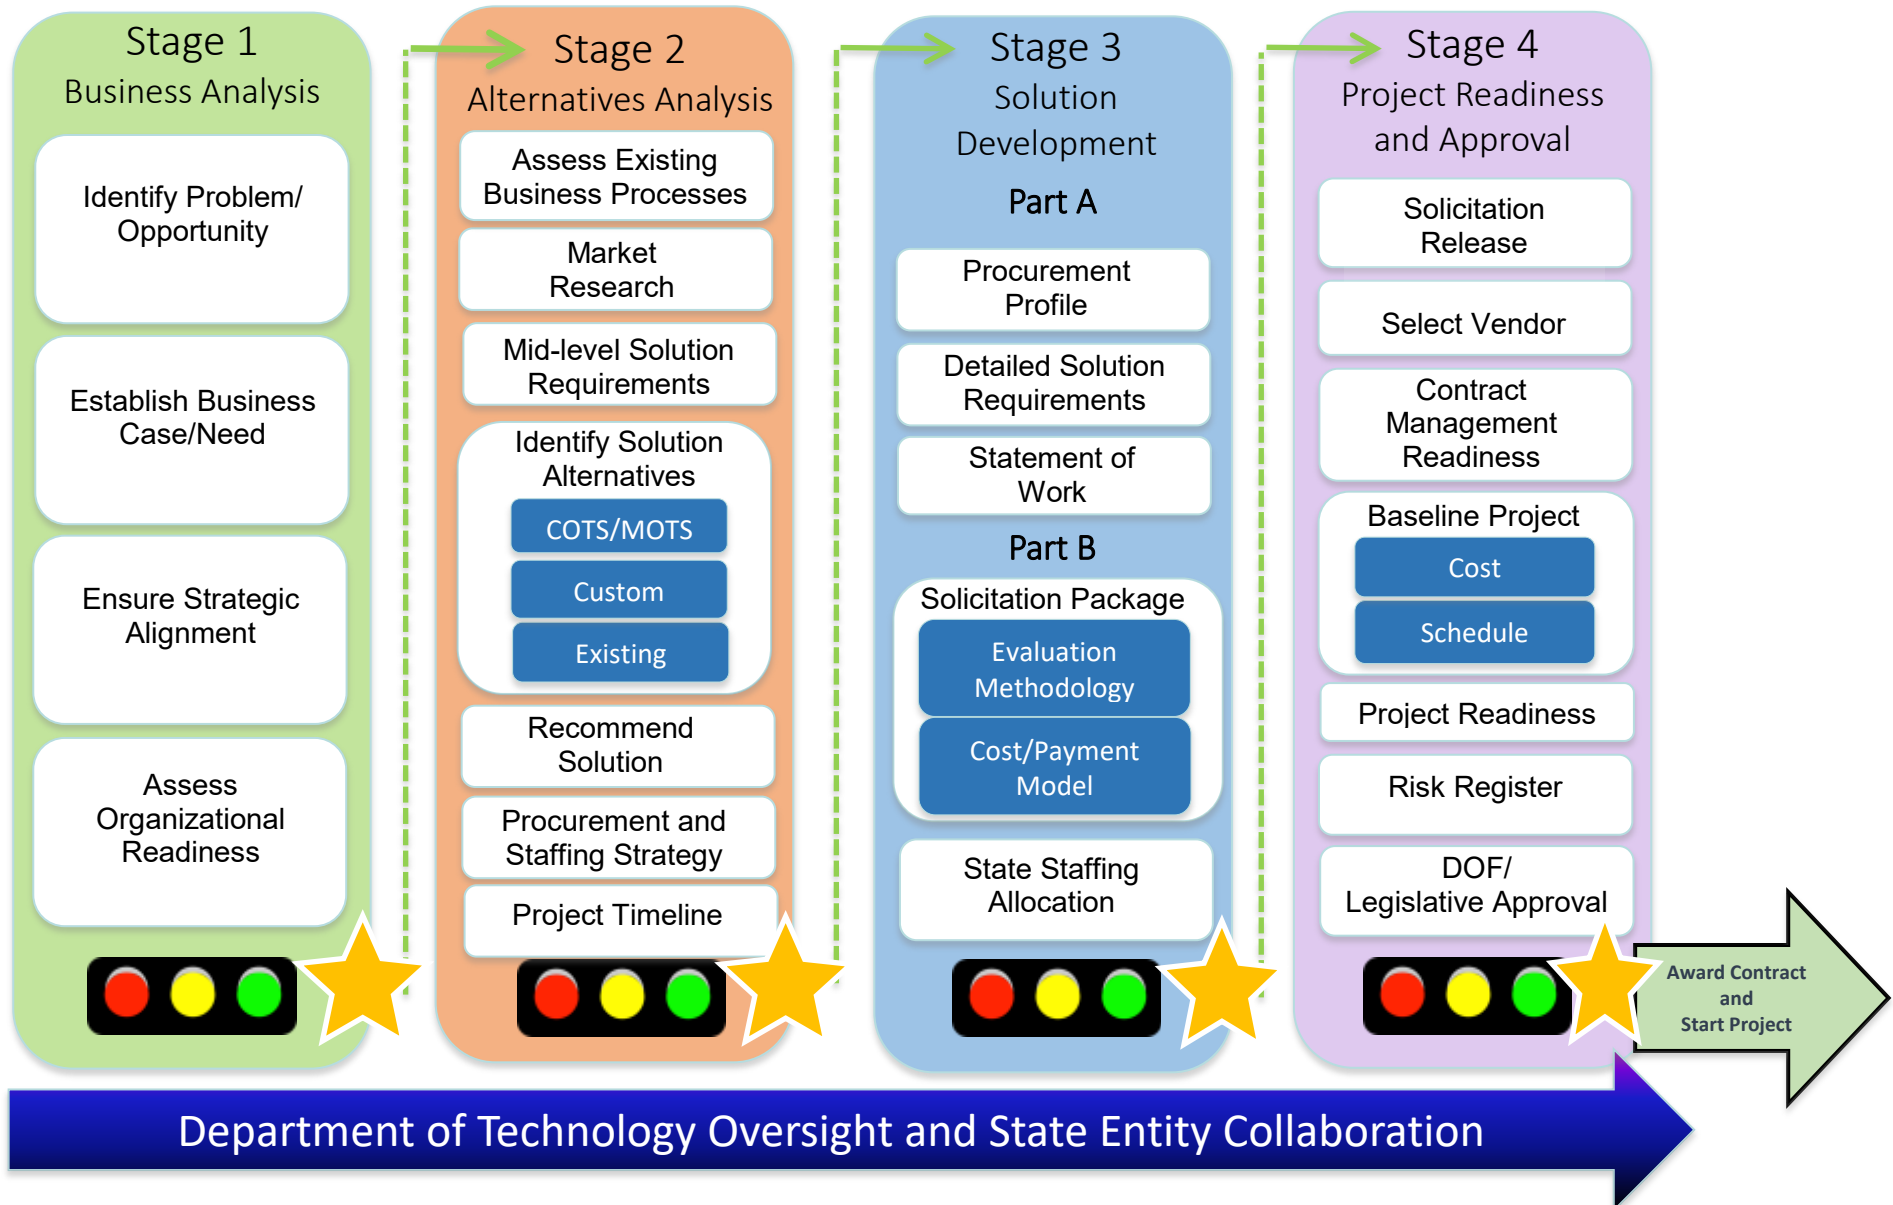 Stage 1
Business Analysis
Identify Problem/
Opportunity
Establish Business
Case/Need
Ensure Strategic
Alignment
Assess
Organizational
Readiness
Stage 2
Alternatives Analysis
Assess Existing
Business Processes
Market
Research
Mid-level Solution
Requirements
Identify Solution
Alternatives
COTS/MOTS
Custom
Existing
Recommend
Solution
Procurement and
Staffing Strategy
Project Timeline
Stage 3
Solution
Development
Part A
Procurement
Profile
Detailed Solution
Requirements
Statement of
Work
Part B
Solicitation Package
Evaluation
Methodology
Cost/Payment
Model
State Staffing
Allocation
Stage 4
Project Readiness
and Approval
Solicitation
Release
Select Vendor
Contract
Management
Readiness
Baseline Project
Cost
Schedule
Project Readiness
Risk Register
DOF/
Legislative Approval
Award Contract
and
Start Project
Department of Technology Oversight and State Entity Collaboration